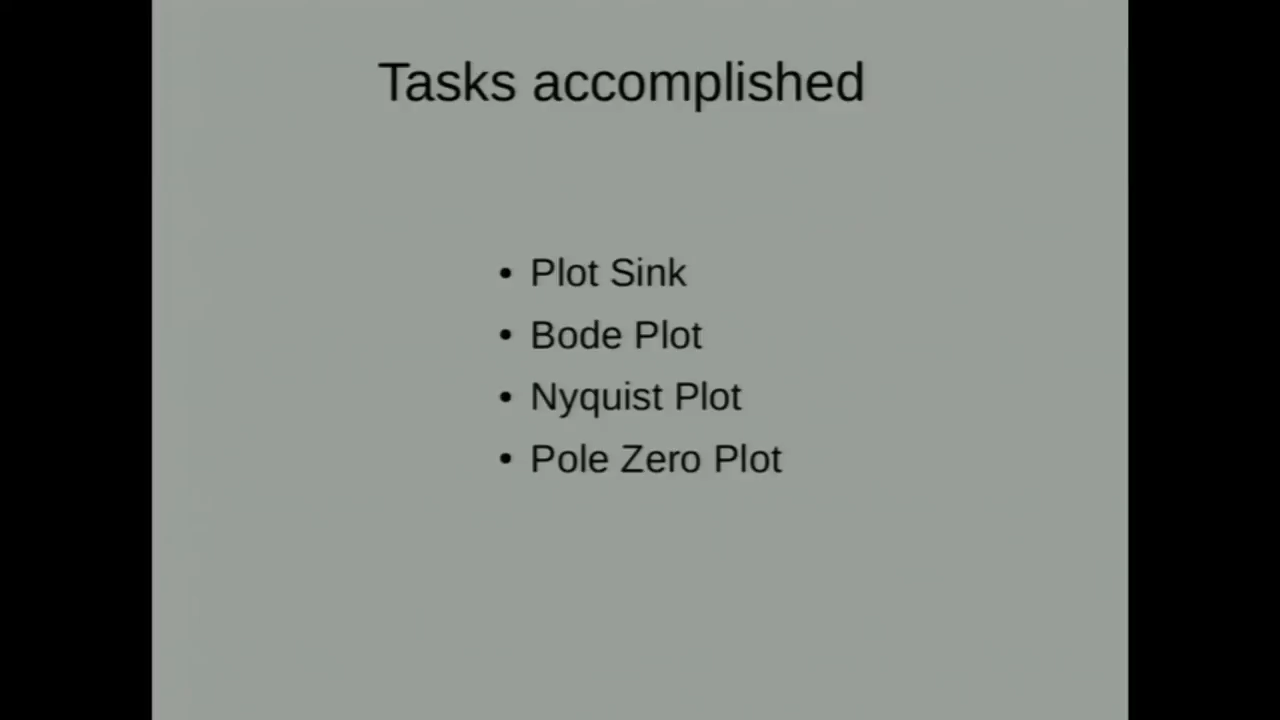 Tasks accomplished
• Plot Sink
• Bode Plot
• Nyquist Plot
• Pole Zero Plot